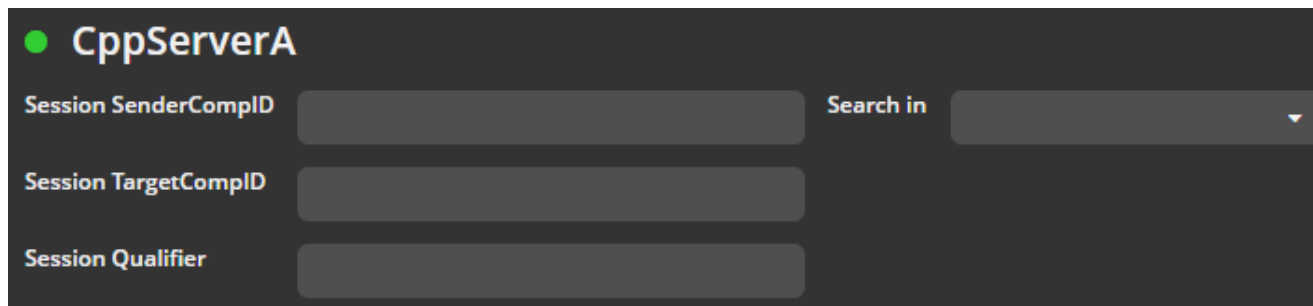 CppServerA
Session SenderCompID
Search in
Session TargetCompID
Session Qualifier